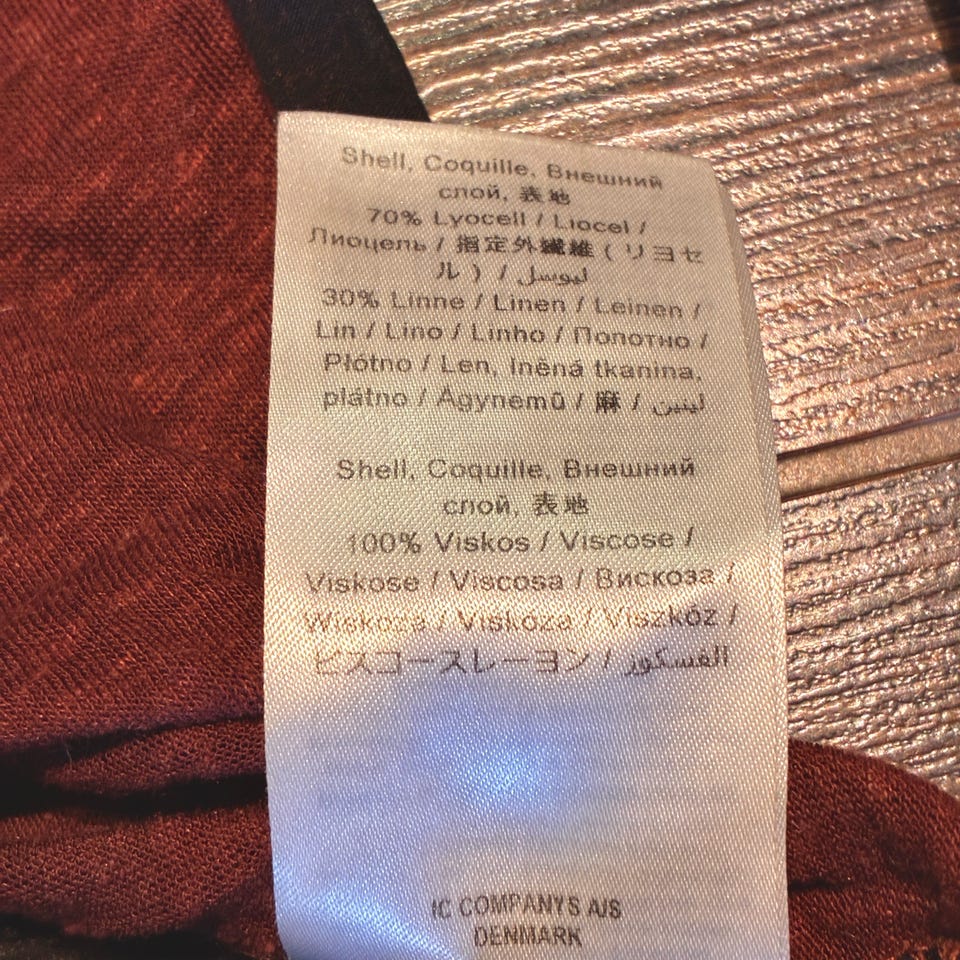 Shell, Coquille, Внешний
слой, 表地
70% Lyocell / Liocel /
Лиоцель / 指定外繊維 ( リヨセ
ル ) / ليوسل
30% Linne / Linen / Leinen /
Lin / Lino / Linho / Полотно /
Płótno / Len, lněná tkanina,
plátno / Ágynemű / 麻 / لينين
Shell, Coquille, Внешний
слой, 表地
100% Viskos / Viscose /
Viskose / Viscosa / Вискоза /
Wiskoza / Viskóza / Viszkóz /
ビスコースレーヨン / الفسكوز
IC COMPANYS A/S
DENMARK